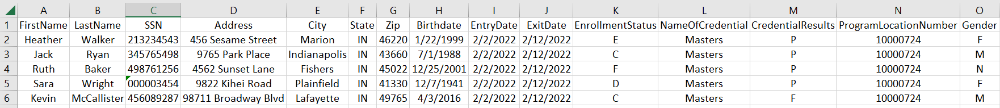 A B C D E F G H I J K L M N O
1 FirstName LastName SSN Address City State Zip Birthdate EntryDate ExitDate EnrollmentStatus NameOfCredential CredentialResults ProgramLocationNumber Gender
2 Heather Walker 213234543 456 Sesame Street Marion IN 46220 1/22/1999 2/2/2022 2/12/2022 E Masters P 10000724 F
3 Jack Ryan 345765498 9765 Park Place Indianapolis IN 43660 7/1/1988 2/2/2022 2/12/2022 C Masters P 10000724 M
4 Ruth Baker 498761256 4562 Sunset Lane Fishers IN 45022 12/25/2001 2/2/2022 2/12/2022 F Masters P 10000724 N
5 Sara Wright 000003454 9822 Kihei Road Plainfield IN 41330 12/7/1941 2/2/2022 2/12/2022 D Masters P 10000724 F
6 Kevin McCallister 456089287 98711 Broadway Blvd Lafayette IN 49765 4/3/2016 2/2/2022 2/12/2022 C Masters F 10000724 M